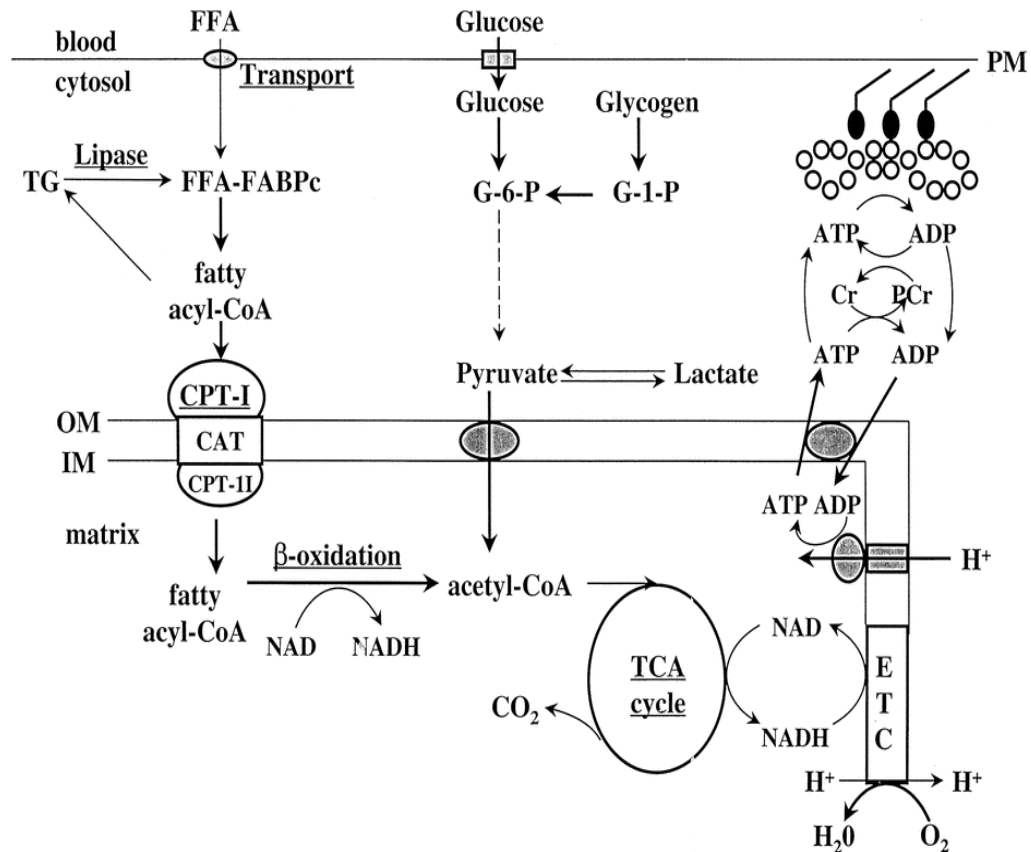 FFA
Glucose
blood
PM
cytosol
Transport
Glucose
Glycogen
Lipase
TG
FFA-FABPc
G-6-P
G-1-P
ATP
ADP
fatty
acyl-CoA
Cr
PCr
ATP
ADP
Pyruvate
Lactate
CPT-I
OM
CAT
IM
CPT-1I
ATP ADP
matrix
H+
β-oxidation
fatty
acyl-CoA
acetyl-CoA
NAD
NADH
NAD
TCA
cycle
E
T
C
CO2
NADH
H+
H+
H20
O2